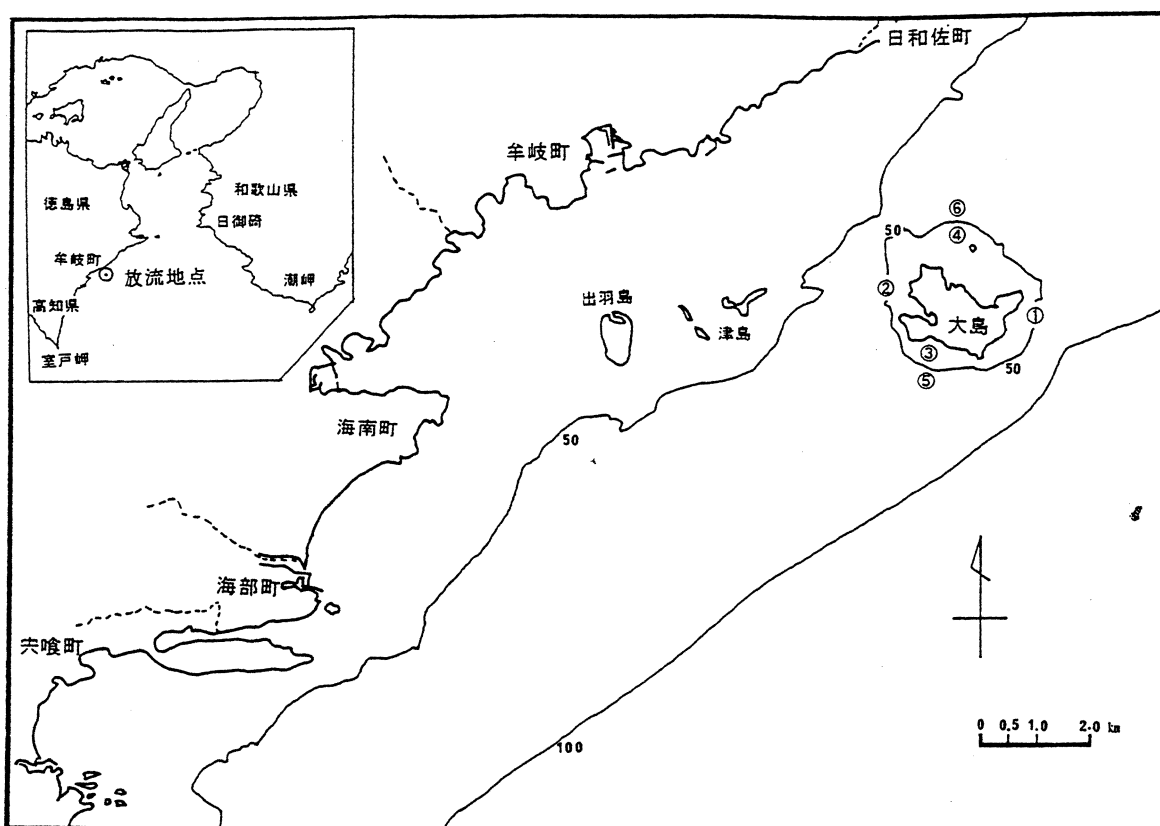 日和佐町
牟岐町
徳島県
和歌山県
日御碕
牟岐町
放流地点
潮岬
高知県
室戸岬
⑥
50
④
②
大島
①
③
50
⑤
出羽島
津島
海南町
50
海部町
宍喰町
100
0 0.5 1.0 2.0 km